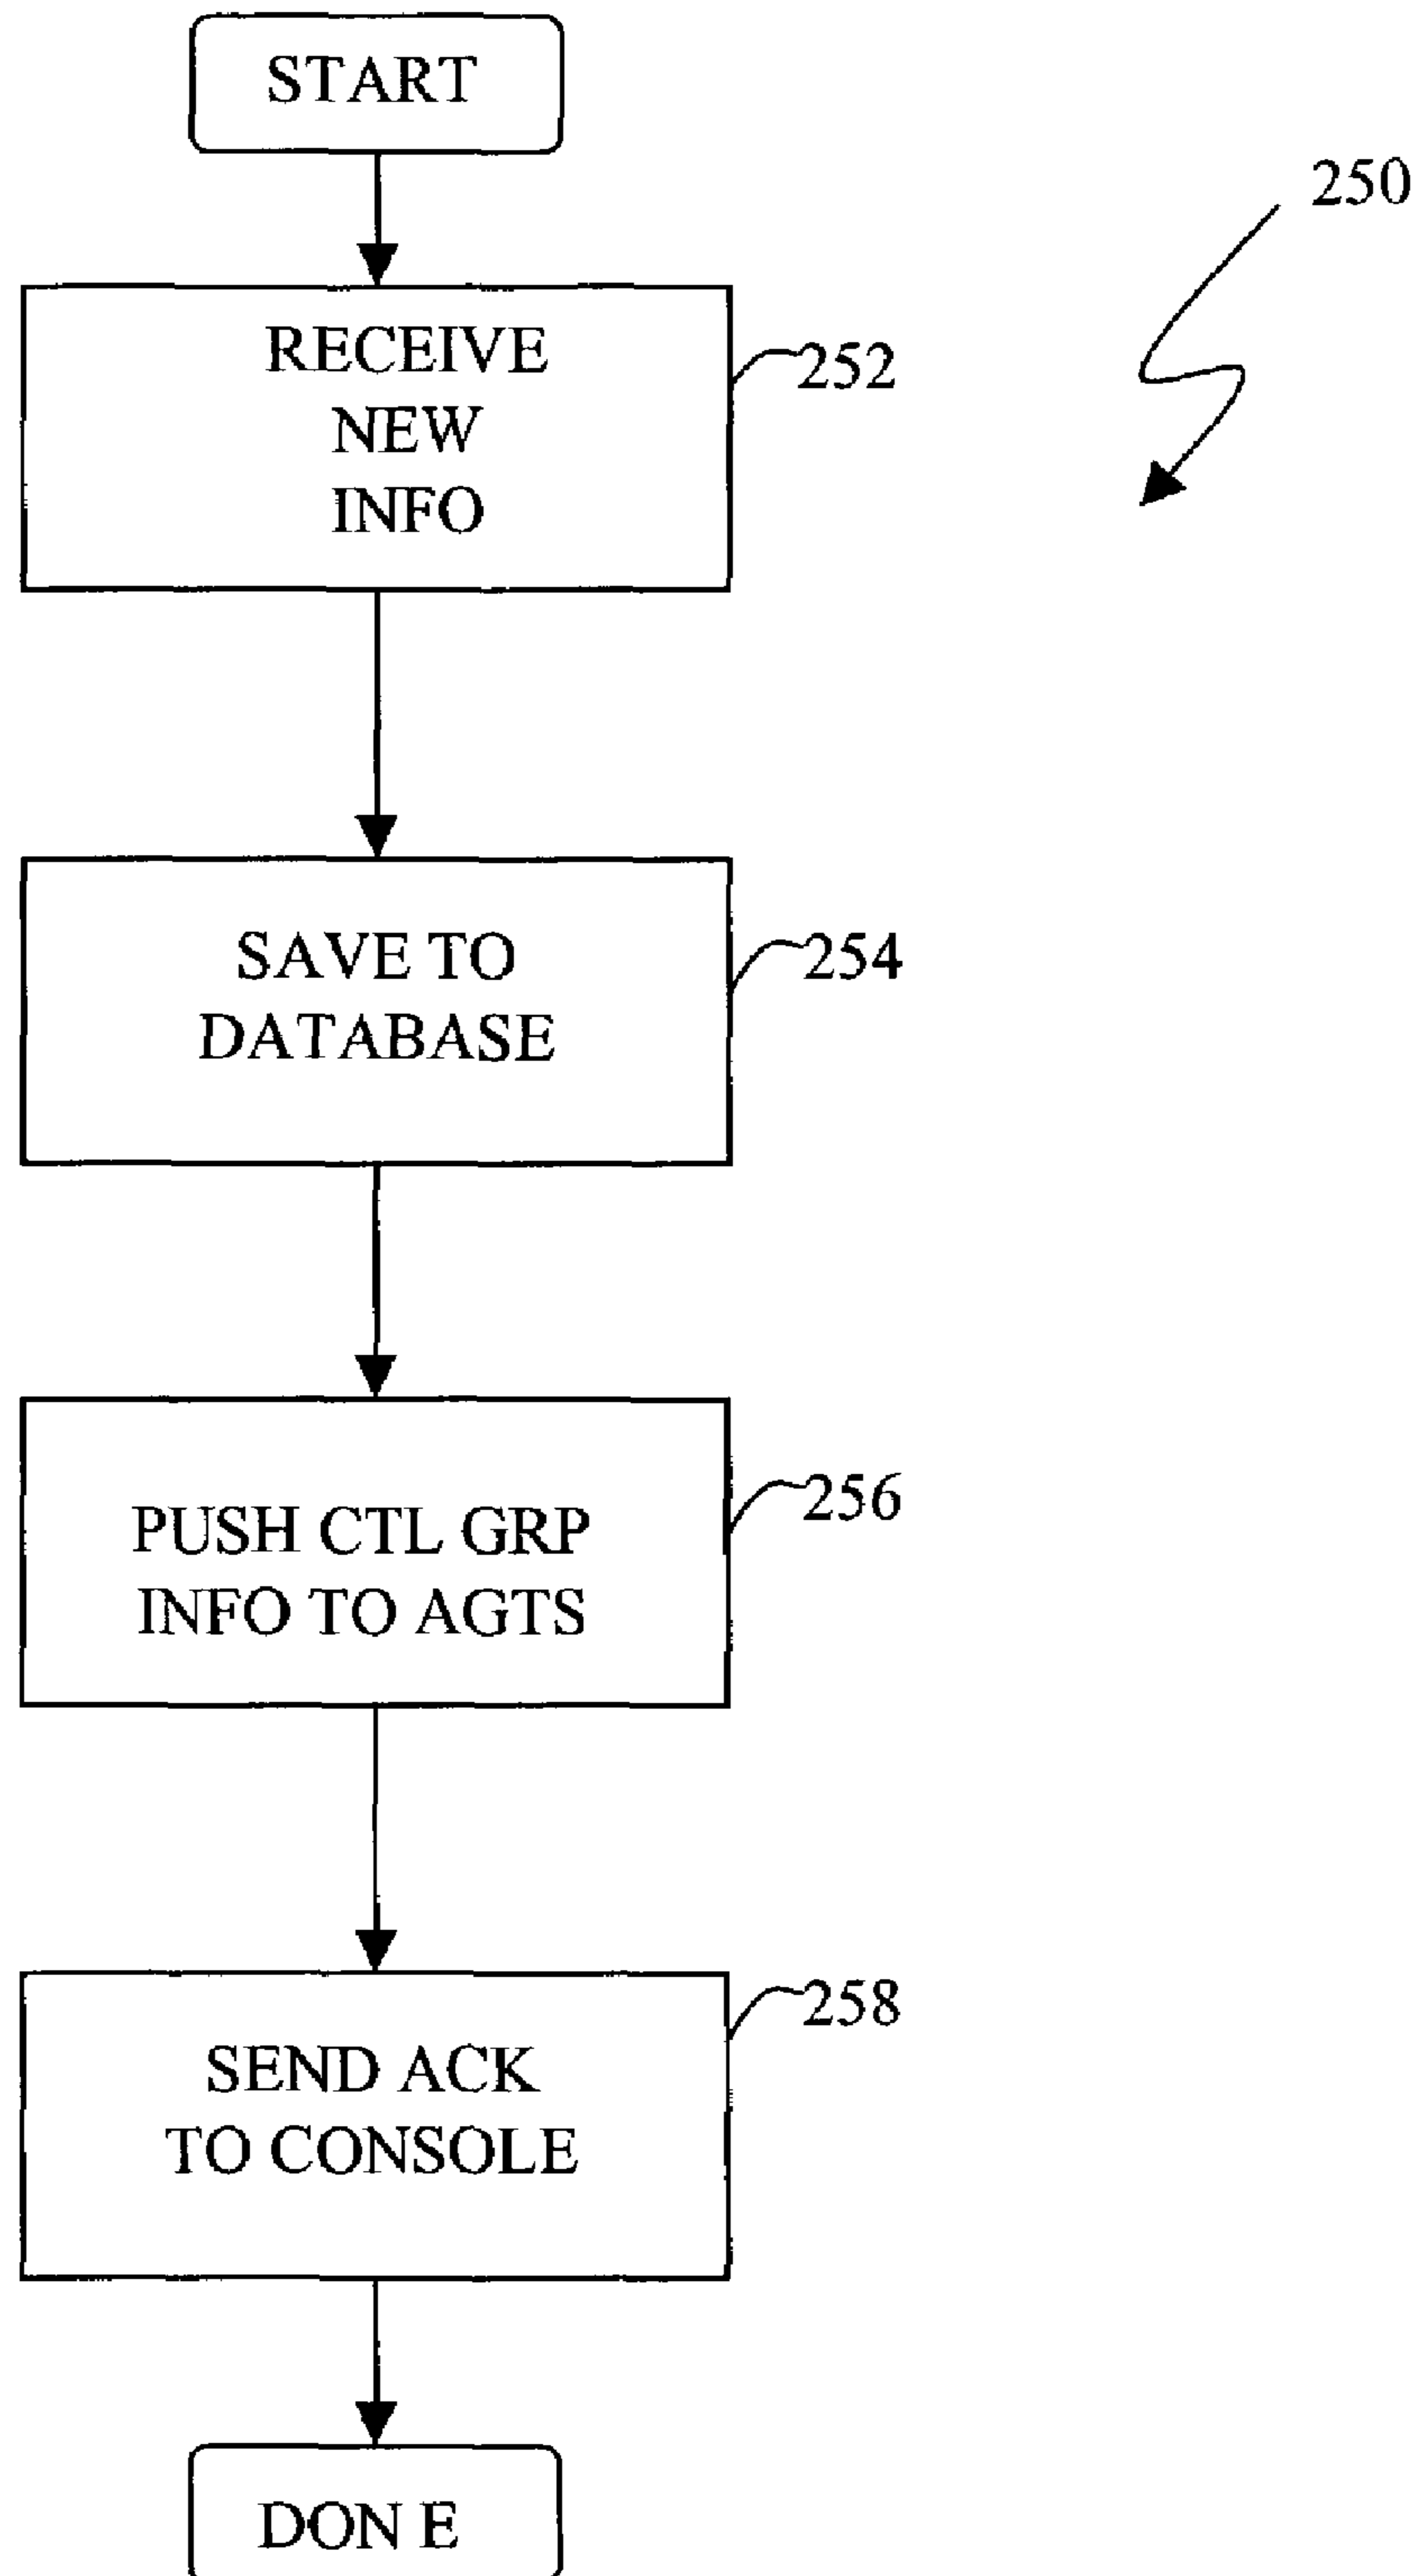 START
250
RECEIVE
NEW
INFO
252
SAVE TO
DATABASE
254
PUSH CTL GRP
INFO TO AGTS
256
SEND ACK
TO CONSOLE
258
DON E